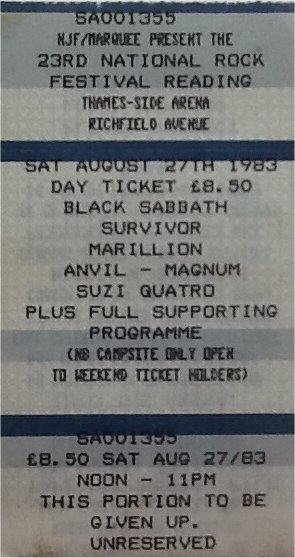 SA001355
NJF/MARQUEE PRESENT THE
23RD NATIONAL ROCK
FESTIVAL READING
THAMES-SIDE ARENA
RICHFIELD AVENUE
SAT AUGUST 27TH 1983
DAY TICKET £8.50
BLACK SABBATH
SURVIVOR
MARILLION
ANVIL - MAGNUM
SUZI QUATRO
PLUS FULL SUPPORTING
PROGRAMME
(NB CAMPSITE ONLY OPEN
TO WEEKEND TICKET HOLDERS)
SA001355
£8.50 SAT AUG 27/83
NOON - 11PM
THIS PORTION TO BE
GIVEN UP.
UNRESERVED